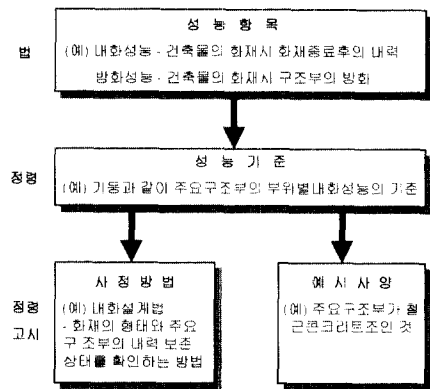 성능항목
법
(예) 내화성능 - 건축물의 화재시 화재종료후의 내력
방화성능 - 건축물의 화재시 구조부의 방화
성능기준
정령
(예) 기둥과 같이 주요구조부의 부위별내화성능의 기준
사정방법
(예) 내화설계법
- 화재의 형태와 주요
구 조부의 내력 보존
상태를 확인하는 방법
예시사양
(예) 주요구조부가 철
근콘크리트조인 것
정령
고시